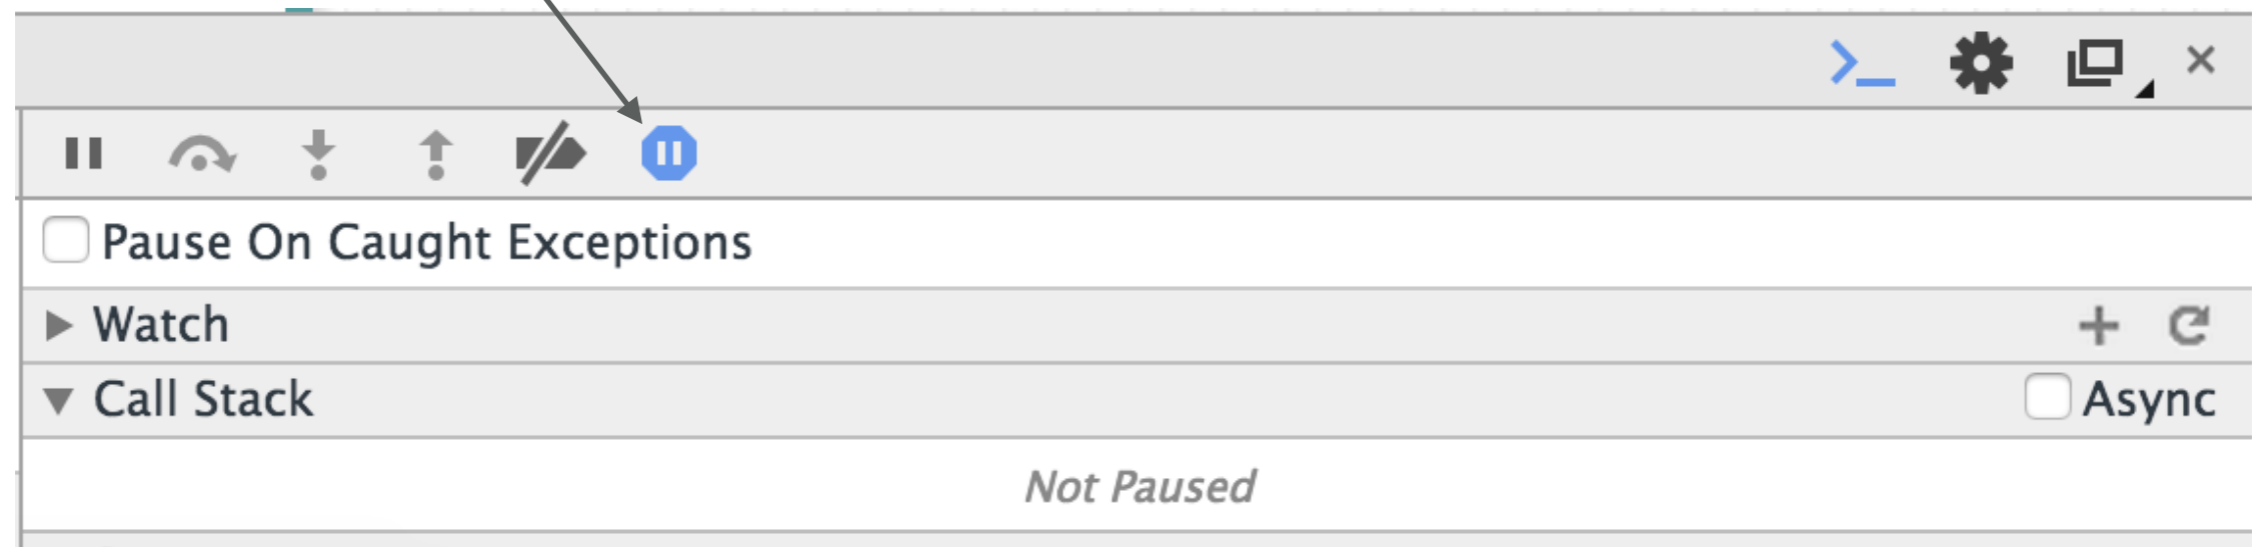 Pause On Caught Exceptions
Watch
Call Stack
Async
Not Paused